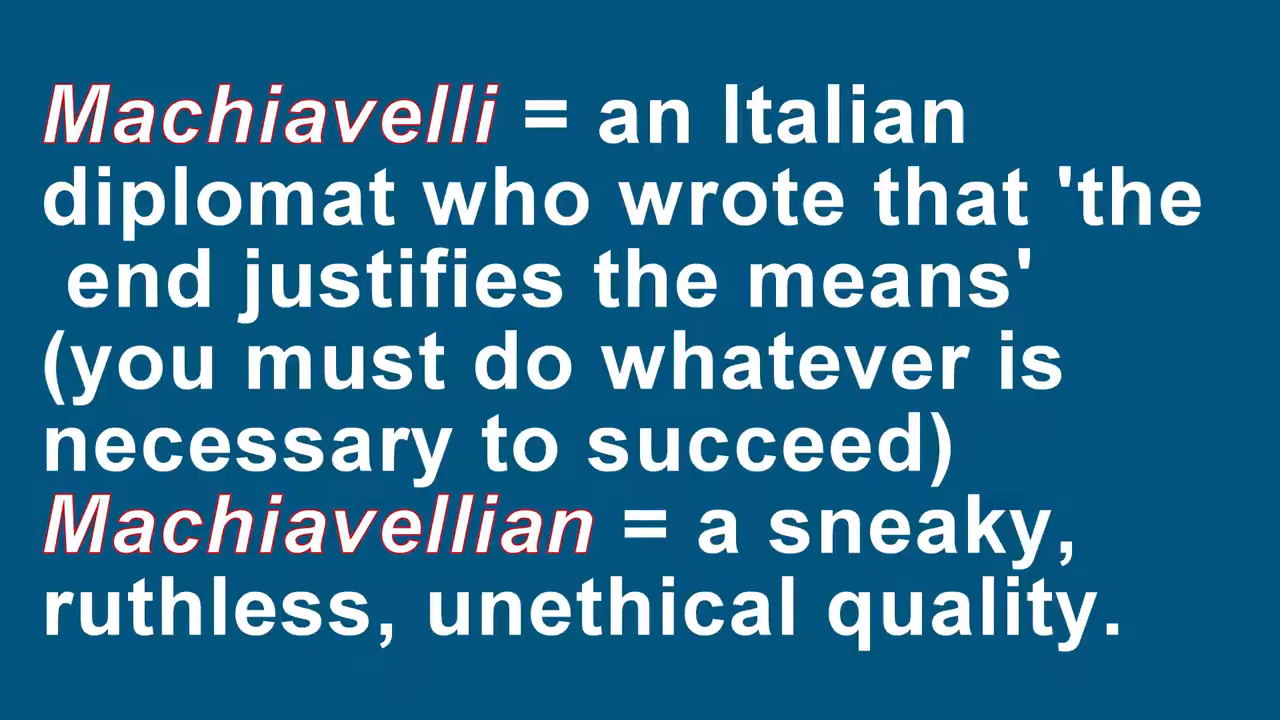 Machiavelli = an Italian
diplomat who wrote that 'the
end justifies the means'
(you must do whatever is
necessary to succeed)
Machiavellian = a sneaky,
ruthless, unethical quality.